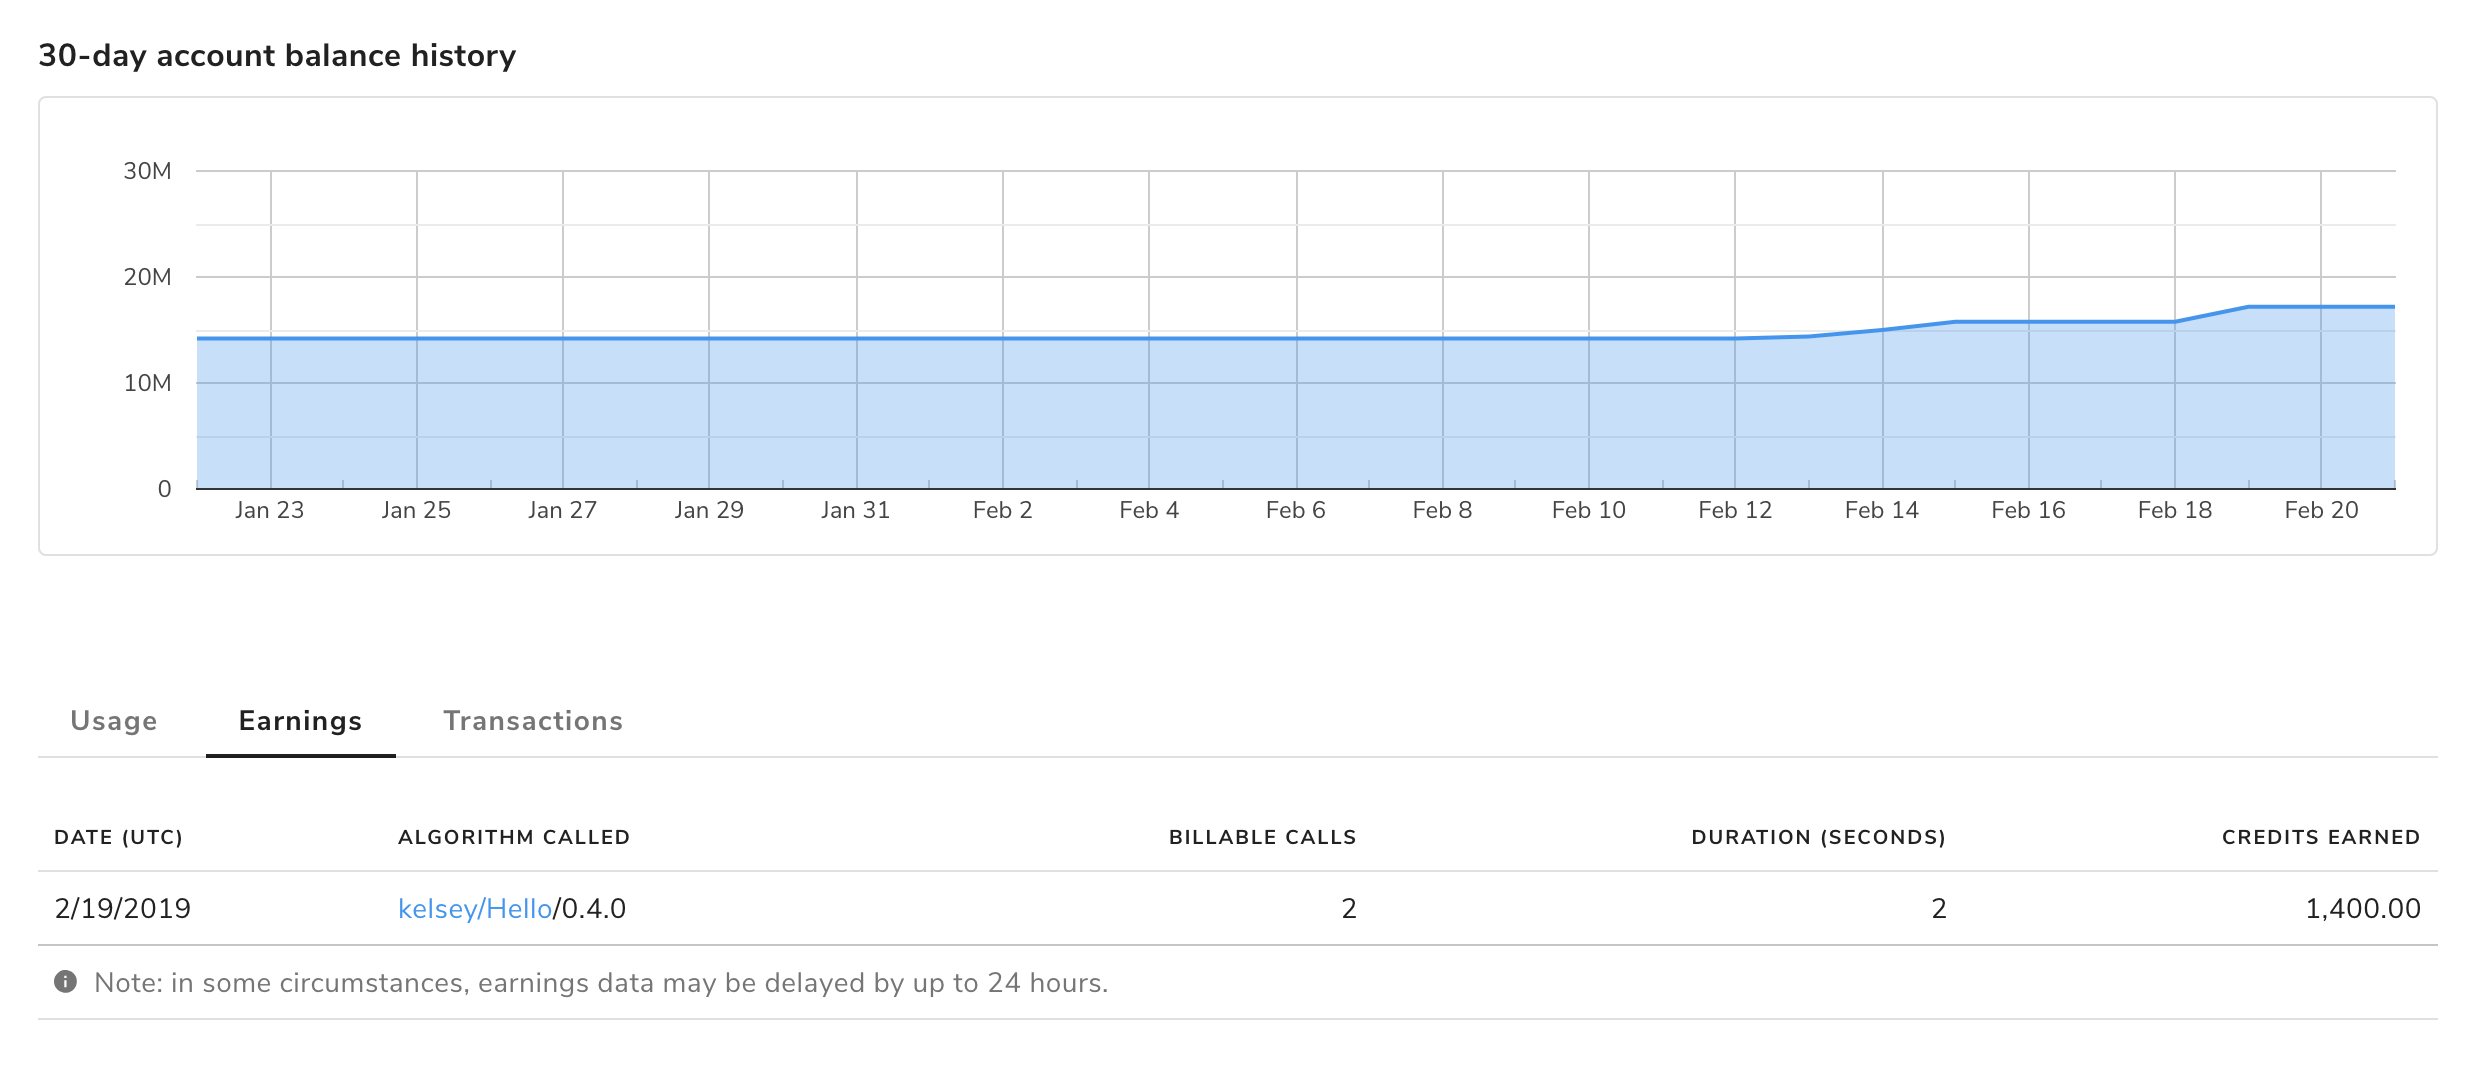 30-day account balance history
30M
20M
10M
0
Jan 23 Jan 25 Jan 27 Jan 29 Jan 31 Feb 2 Feb 4 Feb 6 Feb 8 Feb 10 Feb 12 Feb 14 Feb 16 Feb 18 Feb 20
Usage Earnings Transactions
DATE (UTC) ALGORITHM CALLED BILLABLE CALLS DURATION (SECONDS) CREDITS EARNED
2/19/2019 kelsey/Hello/0.4.0 2 2 1,400.00
Note: in some circumstances, earnings data may be delayed by up to 24 hours.